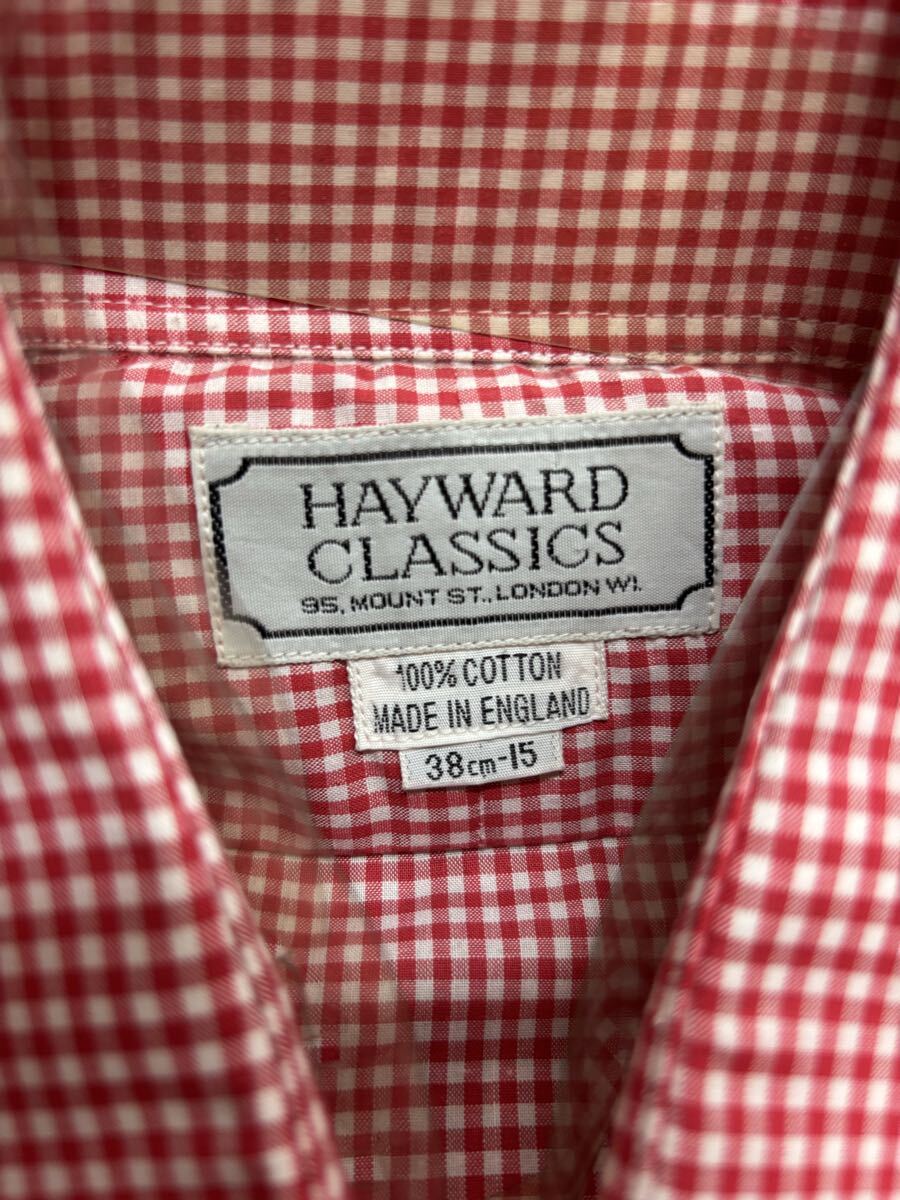 HAYWARD
CLASSICS
95, MOUNT ST., LONDON W1.
100% COTTON
MADE IN ENGLAND
38cm-15